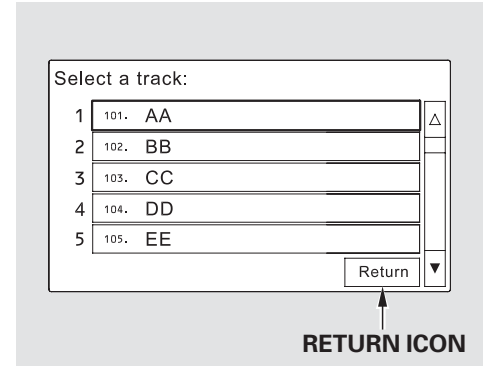 Select a track:
1 101. AA
2 102. BB
3 103. CC
4 104. DD
5 105. EE
Return
RETURN ICON